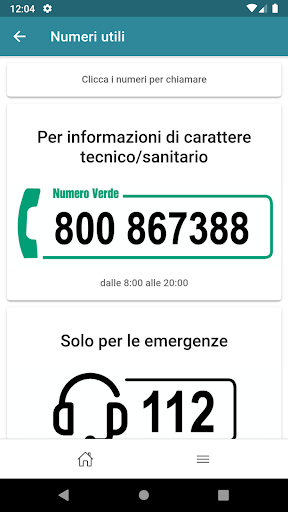 12:04
Numeri utili
Clicca i numeri per chiamare
Per informazioni di carattere
tecnico/sanitario
Numero Verde
800 867388
dalle 8:00 alle 20:00
Solo per le emergenze
112